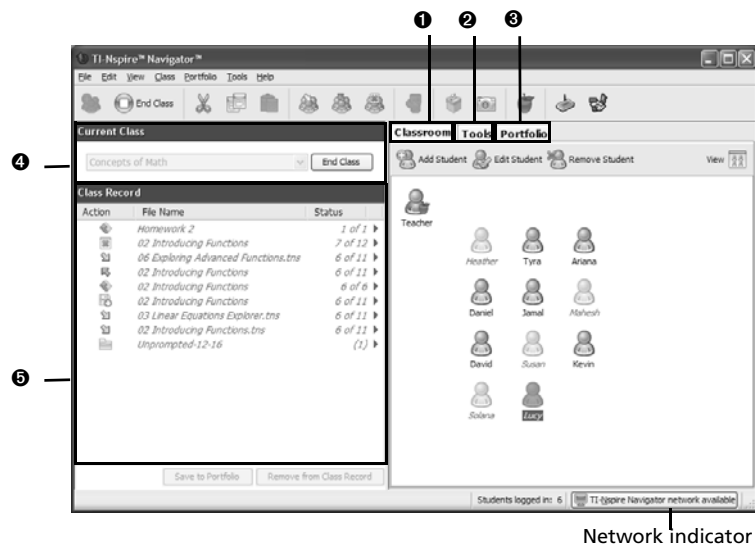 ❶ ❷ ❸
TI-Nspire™ Navigator™
File Edit View Class Portfolio Tools Help
End Class
Current Class
Classroom Tools Portfolio
❹
Concepts of Math End Class
Add Student Edit Student Remove Student View
Class Record
Action File Name Status
Homework 2 1 of 1
02 Introducing Functions 7 of 12
06 Exploring Advanced Functions.tns 6 of 11
02 Introducing Functions 6 of 11
02 Introducing Functions 6 of 6
02 Introducing Functions 6 of 11
03 Linear Equations Explorer.tns 6 of 11
02 Introducing Functions.tns 6 of 11
Unprompted-12-16 (1)
❺
Teacher
Heather Tyra Ariana
Daniel Jamal Mahesh
David Susan Kevin
Solana Lucy
Save to Portfolio Remove from Class Record
Students logged in: 6 TI-Nspire Navigator network available
Network indicator